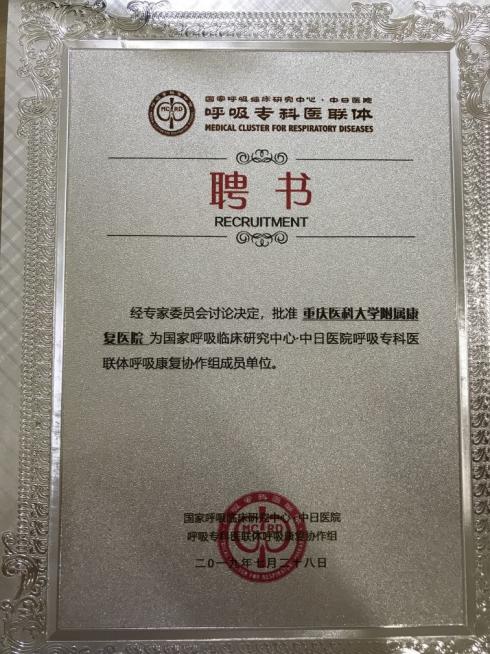 国家呼吸临床研究中心·中日医院
MCRD
呼吸专科医联体
MEDICAL CLUSTER FOR RESPIRATORY DISEASES
聘书
RECRUITMENT
经专家委员会讨论决定，批准 重庆医科大学附属康
复医院 为国家呼吸临床研究中心·中日医院呼吸专科医
联体呼吸康复协作组成员单位。
国家呼吸临床研究中心·中日医院
呼吸专科医联体呼吸康复协作组
二〇一九年七月二十八日
MCRD